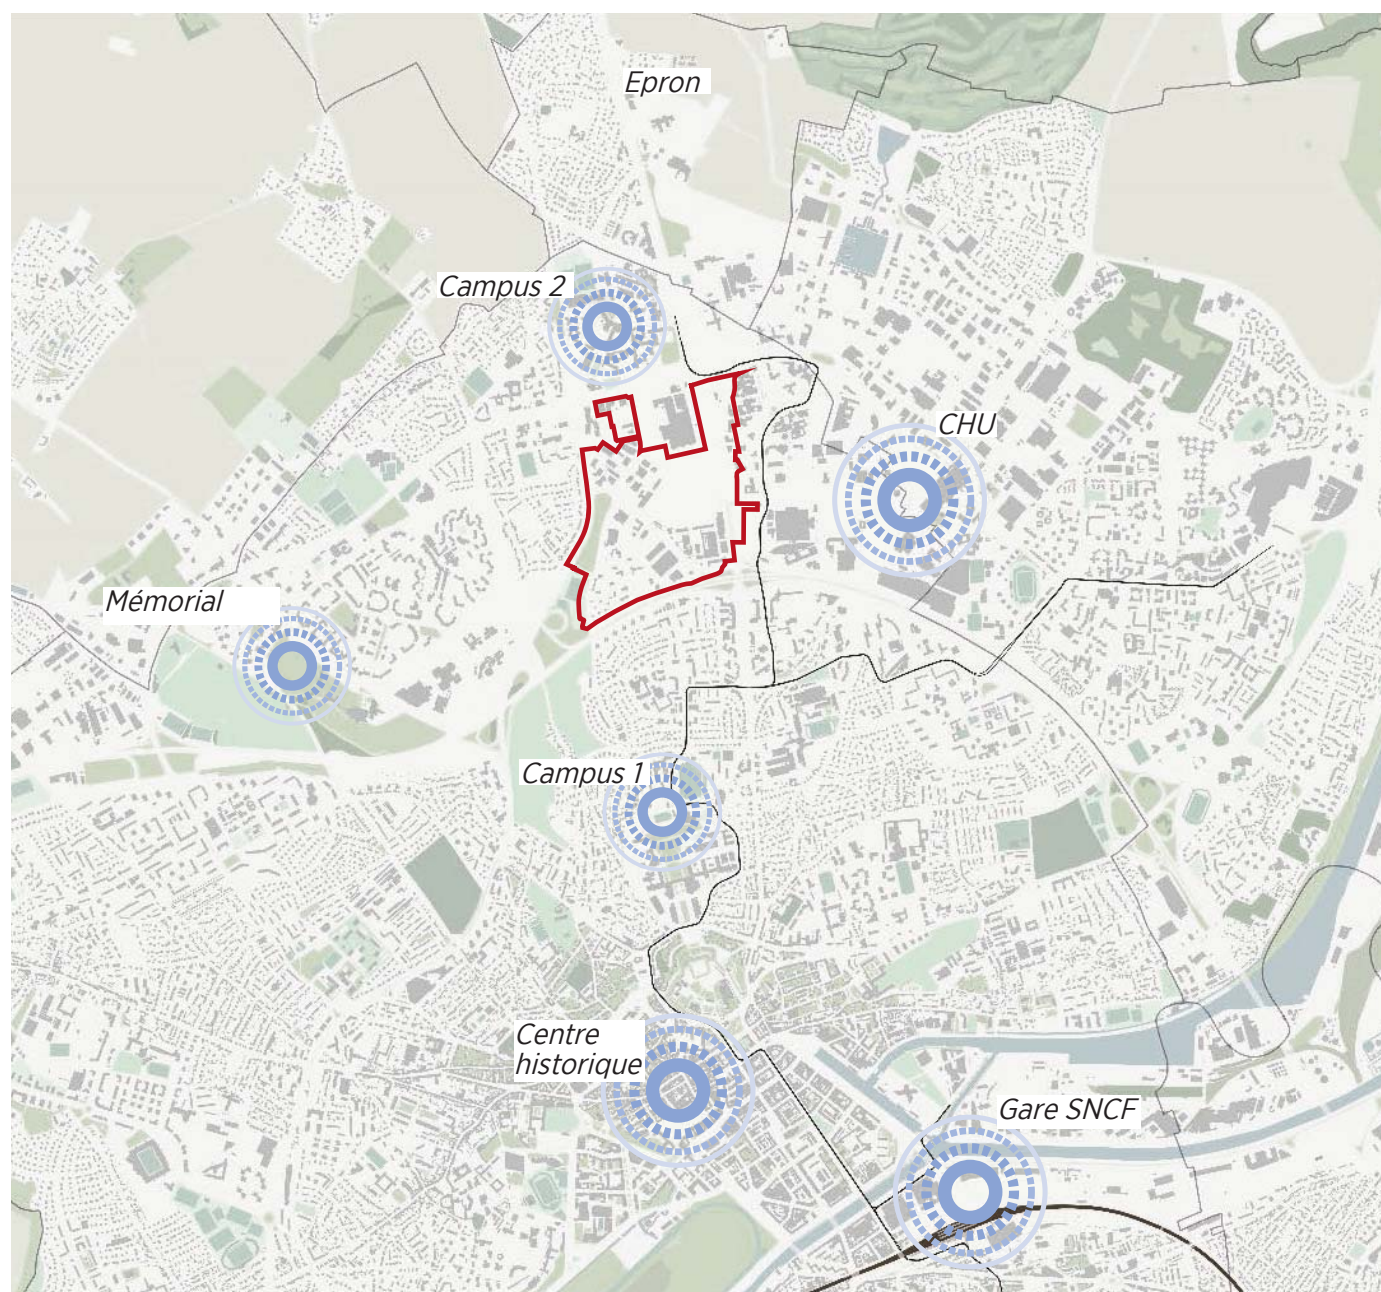 Epron
Campus 2
CHU
Mémorial
Campus 1
Centre
historique
Gare SNCF